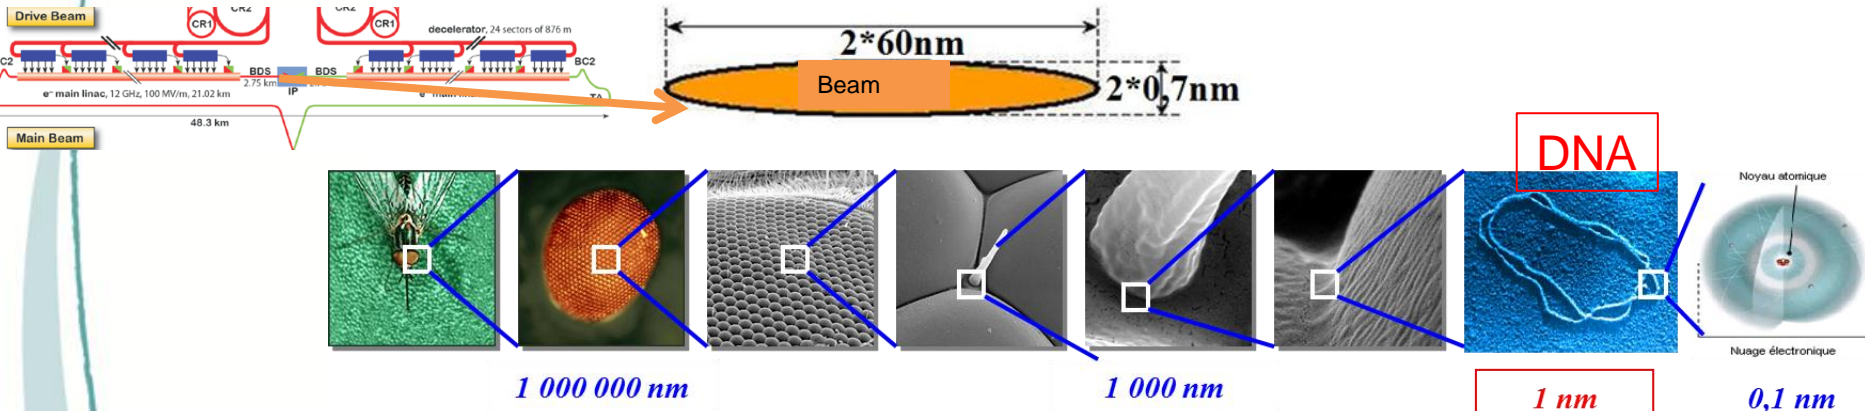 Drive Beam
CR2
CR1
CR2
CR1
decelerator, 24 sectors of 876 m
C2
BDS
2.75 km
IP
BDS
BC2
e⁻ main linac, 12 GHz, 100 MV/m, 21.02 km
48.3 km
Main Beam
2*60nm
Beam
2*0,7nm
DNA
Noyau atomique
Nuage électronique
1 000 000 nm
1 000 nm
1 nm
0,1 nm